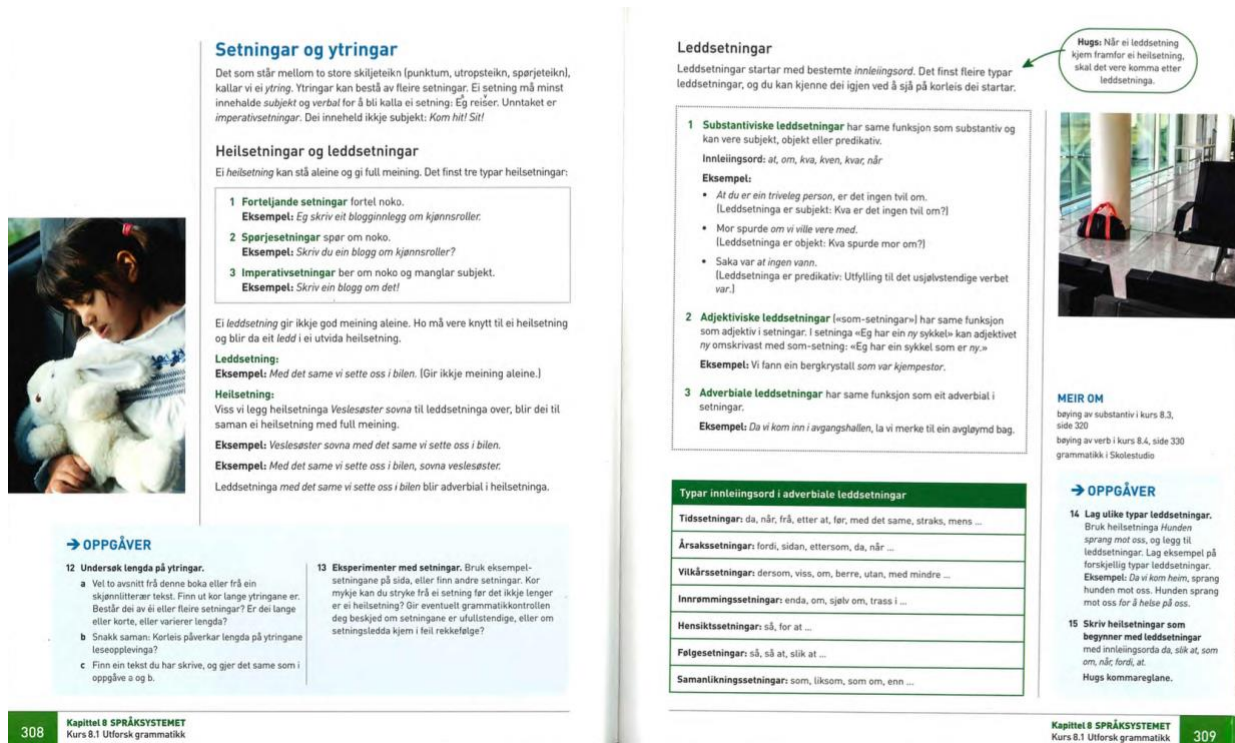 Setningar og ytringar
Det som står mellom to store skiljeteikn (punktum, utropsteikn, spørjeteikn),
kallar vi ei ytring. Ytringar kan bestå av fleire setningar. Ei setning må minst
innehalde subjekt og verbal for å bli kalla ei setning: Eg reiser. Unntaket er
imperativsetningar. Dei inneheld ikkje subjekt: Kom hit! Sit!
Heilsetningar og leddsetningar
Ei heilsetning kan stå aleine og gi full meining. Det finst tre typar heilsetningar:
1 Forteljande setningar fortel noko.
Eksempel: Eg skriv eit blogginnlegg om kjønnsroller.
2 Spørjesetningar spør om noko.
Eksempel: Skriv du ein blogg om kjønnsroller?
3 Imperativsetningar ber om noko og manglar subjekt.
Eksempel: Skriv ein blogg om det!
Ei leddsetning gir ikkje god meining aleine. Ho må vere knytt til ei heilsetning
og blir da eit ledd i ei utvida heilsetning.
Leddsetning:
Eksempel: Med det same vi sette oss i bilen. (Gir ikkje meining aleine.)
Heilsetning:
Viss vi legg heilsetninga Veslesøster sovna til leddsetninga over, blir dei til
saman ei heilsetning med full meining.
Eksempel: Veslesøster sovna med det same vi sette oss i bilen.
Eksempel: Med det same vi sette oss i bilen, sovna veslesøster.
Leddsetninga med det same vi sette oss i bilen blir adverbial i heilsetninga.
→ OPPGÅVER
12 Undersøk lengda på ytringar.
a Vel to avsnitt frå denne boka eller frå ein
skjønnlitterær tekst. Finn ut kor lange ytringane er.
Består dei av éi eller fleire setningar? Er dei lange
eller korte, eller varierer lengda?
b Snakk saman: Korleis påverkar lengda på ytringane
leseopplevinga?
c Finn ein tekst du har skrive, og gjer det same som i
oppgåve a og b.
13 Eksperimenter med setningar. Bruk eksempel-
setningane på sida, eller finn andre setningar. Kor
mykje kan du stryke frå ei setning før det ikkje lenger
er ei heilsetning? Gir eventuelt grammatikkontrollen
deg beskjed om setningane er ufullstendige, eller om
setningsledda kjem i feil rekkefølge?
308
Kapittel 8 SPRÅKSYSTEMET
Kurs 8.1 Utforsk grammatikk
Leddsetningar
Leddsetningar startar med bestemte innleiingsord. Det finst fleire typar
leddsetningar, og du kan kjenne dei igjen ved å sjå på korleis dei startar.
Hugs: Når ei leddsetning
kjem framfor ei heilsetning,
skal det vere komma etter
leddsetninga.
1 Substantiviske leddsetningar har same funksjon som substantiv og
kan vere subjekt, objekt eller predikativ.
Innleiingsord: at, om, kva, kven, kvar, når
Eksempel:
• At du er ein triveleg person, er det ingen tvil om.
(Leddsetninga er subjekt: Kva er det ingen tvil om?)
• Mor spurde om vi ville vere med.
(Leddsetninga er objekt: Kva spurde mor om?)
• Saka var at ingen vann.
(Leddsetninga er predikativ: Utfylling til det usjølvstendige verbet
var.)
2 Adjektiviske leddsetningar («som-setningar») har same funksjon
som adjektiv i setningar. I setninga «Eg har ein ny sykkel» kan adjektivet
ny omskrivast med som-setning: «Eg har ein sykkel som er ny.»
Eksempel: Vi fann ein bergkrystall som var kjempestor.
3 Adverbiale leddsetningar har same funksjon som eit adverbial i
setningar.
Eksempel: Da vi kom inn i avgangshallen, la vi merke til ein avgløymd bag.
Typar innleiingsord i adverbiale leddsetningar
Tidssetningar: da, når, frå, etter at, før, med det same, straks, mens ...
Årsakssetningar: fordi, sidan, ettersom, da, når ...
Vilkårssetningar: dersom, viss, om, berre, utan, med mindre ...
Innrømmingssetningar: enda, om, sjølv om, trass i ...
Hensiktssetningar: så, for at ...
Følgesetningar: så, så at, slik at ...
Samanlikningssetningar: som, liksom, som om, enn ...
MEIR OM
bøying av substantiv i kurs 8.3,
side 320
bøying av verb i kurs 8.4, side 330
grammatikk i Skolestudio
→ OPPGÅVER
14 Lag ulike typar leddsetningar.
Bruk heilsetninga Hunden
sprang mot oss, og legg til
leddsetningar. Lag eksempel på
forskjellig typar leddsetningar.
Eksempel: Da vi kom heim, sprang
hunden mot oss. Hunden sprang
mot oss for å helse på oss.
15 Skriv heilsetningar som
begynner med leddsetningar
med innleiingsorda da, slik at, som
om, når, fordi, at.
Hugs kommareglane.
Kapittel 8 SPRÅKSYSTEMET
Kurs 8.1 Utforsk grammatikk
309